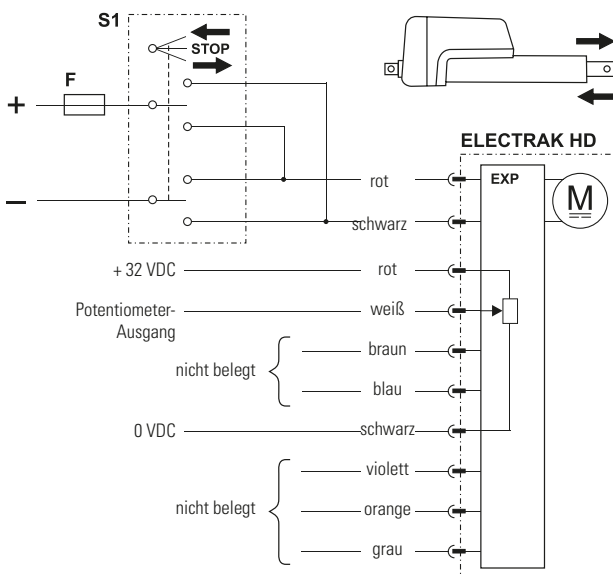 S1
STOP
F
+
–
ELECTRAK HD
EXP
M
rot
schwarz
+ 32 VDC
rot
Potentiometer-
Ausgang
weiß
nicht belegt
braun
blau
0 VDC
schwarz
nicht belegt
violett
orange
grau